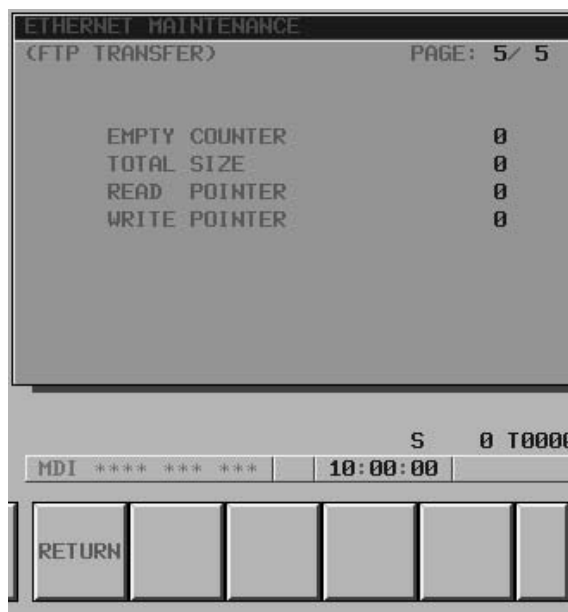 ETHERNET MAINTENANCE
(FTP TRANSFER) PAGE: 5/ 5
EMPTY COUNTER 0
TOTAL SIZE 0
READ POINTER 0
WRITE POINTER 0
S 0 T0000
MDI **** *** *** 10:00:00
RETURN